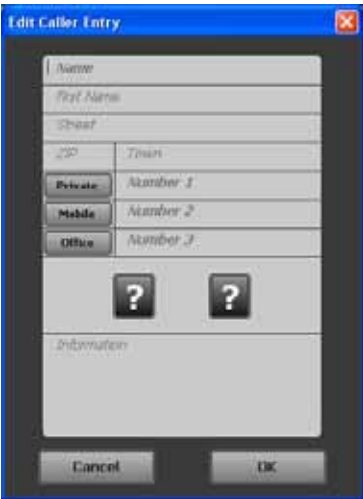 Edit Caller Entry
Name
First Name
Street
ZIP Town
Private Number 1
Mobile Number 2
Office Number 3
? ?
Information
Cancel OK